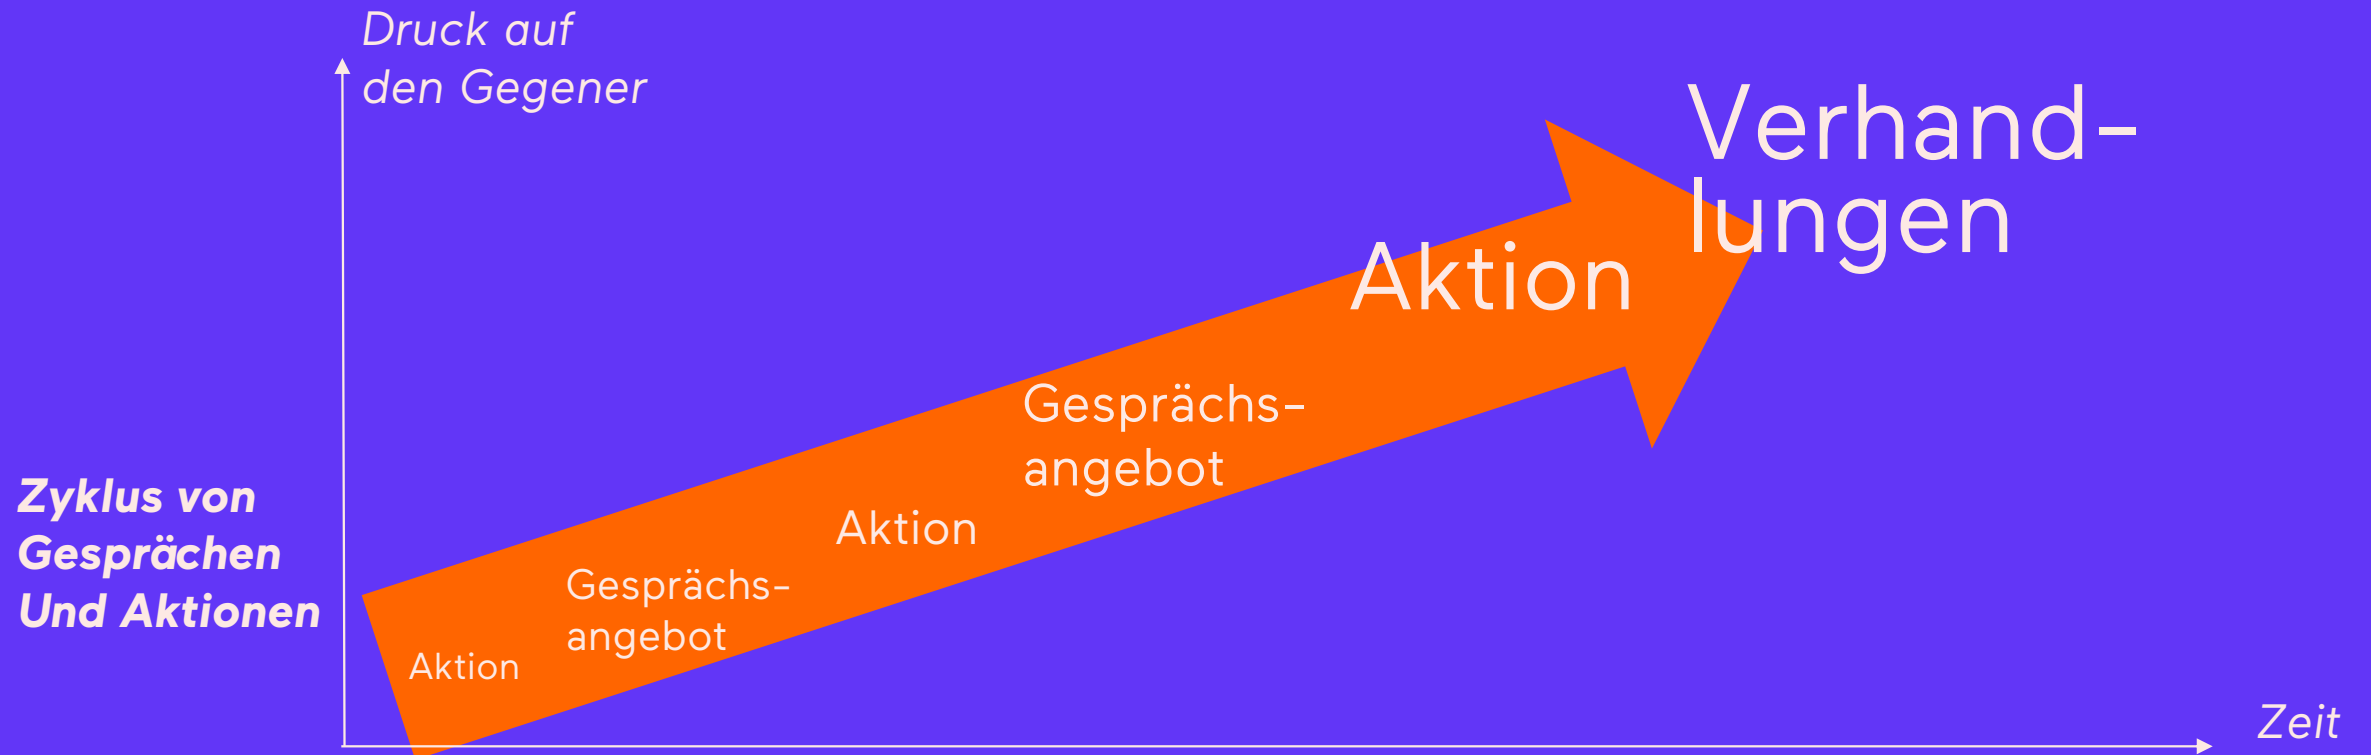 Druck auf
den Gegener
Verhand-
lungen
Aktion
Gesprächs-
angebot
Aktion
Gesprächs-
angebot
Aktion
Zyklus von
Gesprächen
Und Aktionen
Zeit